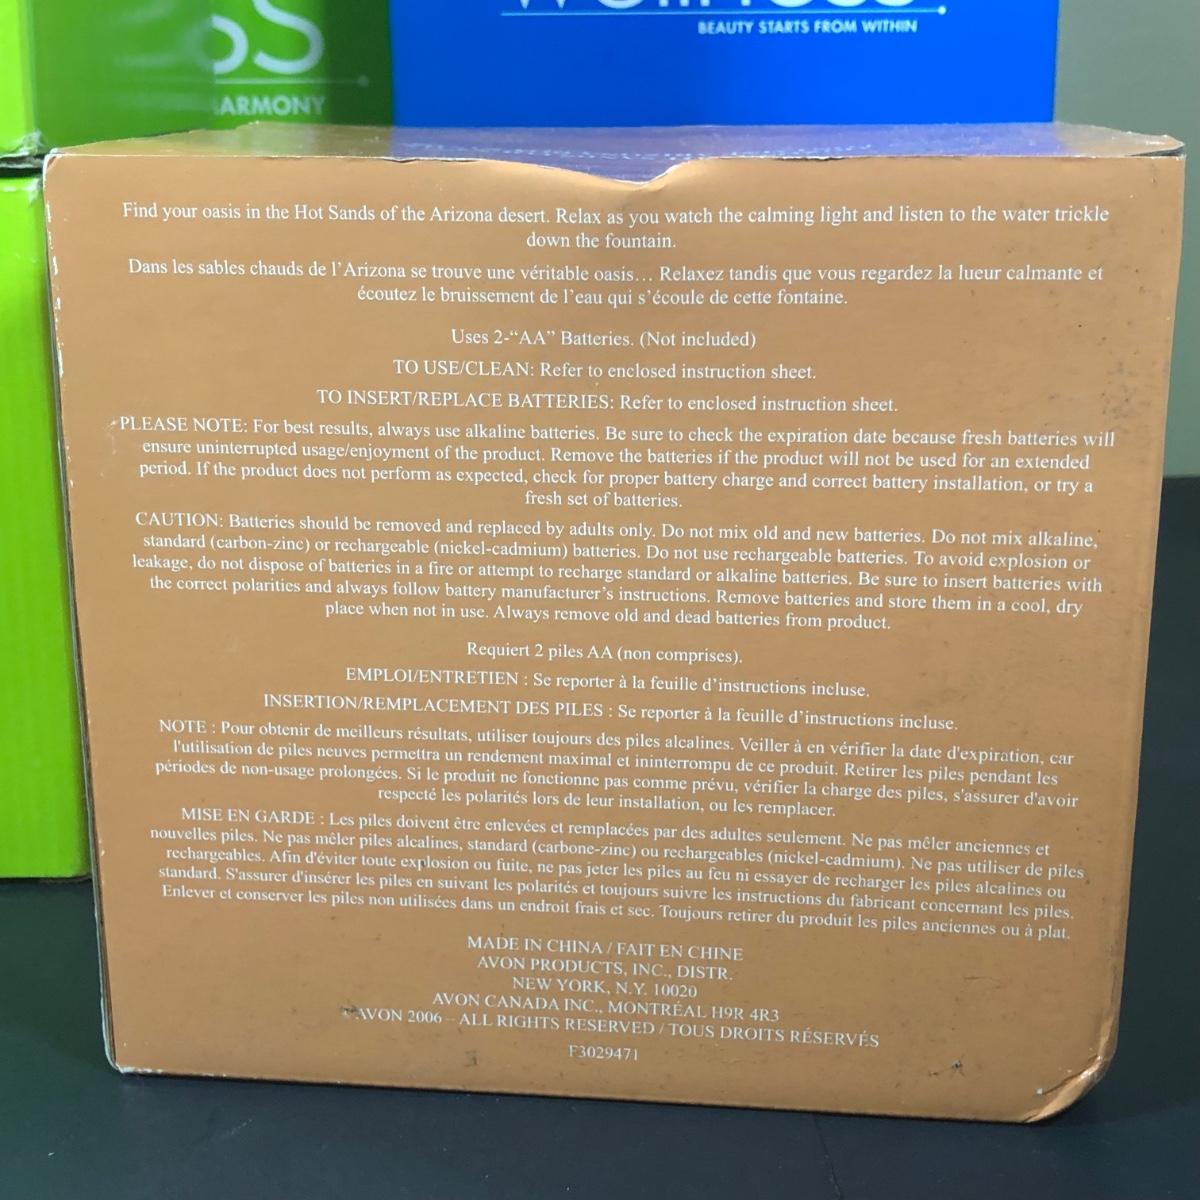 BEAUTY STARTS FROM WITHIN
Find your oasis in the Hot Sands of the Arizona desert. Relax as you watch the calming light and listen to the water trickle
down the fountain.
Dans les sables chauds de l’Arizona se trouve une véritable oasis… Relaxez tandis que vous regardez la lueur calmante et
écoutez le bruissement de l’eau qui s’écoule de cette fontaine.
Uses 2-“AA” Batteries. (Not included)
TO USE/CLEAN: Refer to enclosed instruction sheet.
TO INSERT/REPLACE BATTERIES: Refer to enclosed instruction sheet.
PLEASE NOTE: For best results, always use alkaline batteries. Be sure to check the expiration date because fresh batteries will
ensure uninterrupted usage/enjoyment of the product. Remove the batteries if the product will not be used for an extended
period. If the product does not perform as expected, check for proper battery charge and correct battery installation, or try a
fresh set of batteries.
CAUTION: Batteries should be removed and replaced by adults only. Do not mix old and new batteries. Do not mix alkaline,
standard (carbon-zinc) or rechargeable (nickel-cadmium) batteries. Do not use rechargeable batteries. To avoid explosion or
leakage, do not dispose of batteries in a fire or attempt to recharge standard or alkaline batteries. Be sure to insert batteries with
the correct polarities and always follow battery manufacturer’s instructions. Remove batteries and store them in a cool, dry
place when not in use. Always remove old and dead batteries from product.
Requiert 2 piles AA (non comprises).
EMPLOI/ENTRETIEN : Se reporter à la feuille d’instructions incluse.
INSERTION/REMPLACEMENT DES PILES : Se reporter à la feuille d’instructions incluse.
NOTE : Pour obtenir de meilleurs résultats, utiliser toujours des piles alcalines. Veiller à en vérifier la date d'expiration, car
l'utilisation de piles neuves permettra un rendement maximal et ininterrompu de ce produit. Retirer les piles pendant les
périodes de non-usage prolongées. Si le produit ne fonctionne pas comme prévu, vérifier la charge des piles, s'assurer d'avoir
respecté les polarités lors de leur installation, ou les remplacer.
MISE EN GARDE : Les piles doivent être enlevées et remplacées par des adultes seulement. Ne pas mêler anciennes et
nouvelles piles. Ne pas mêler piles alcalines, standard (carbone-zinc) ou rechargeables (nickel-cadmium). Ne pas utiliser de piles
rechargeables. Afin d'éviter toute explosion ou fuite, ne pas jeter les piles au feu ni essayer de recharger les piles alcalines ou
standard. S'assurer d'insérer les piles en suivant les polarités et toujours suivre les instructions du fabricant concernant les piles.
Enlever et conserver les piles non utilisées dans un endroit frais et sec. Toujours retirer du produit les piles anciennes ou à plat.
MADE IN CHINA / FAIT EN CHINE
AVON PRODUCTS, INC., DISTR.
NEW YORK, N.Y. 10020
AVON CANADA INC., MONTRÉAL H9R 4R3
©AVON 2006 – ALL RIGHTS RESERVED / TOUS DROITS RÉSERVÉS
F3029471